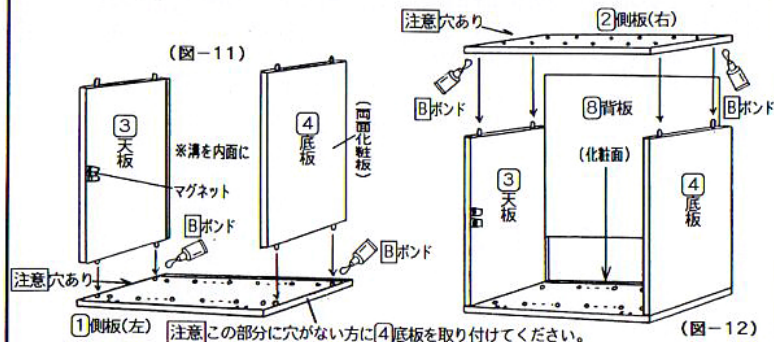 (図-11)
③天板
※溝を内面に
マグネット
④底板
(両面化粧板)
Bボンド
Bボンド
注意 穴あり
①側板(左)
注意 この部分に穴がない方に④底板を取り付けてください。
注意 穴あり
②側板(右)
Bボンド
Bボンド
⑧背板
(化粧面)
③天板
④底板
(図-12)